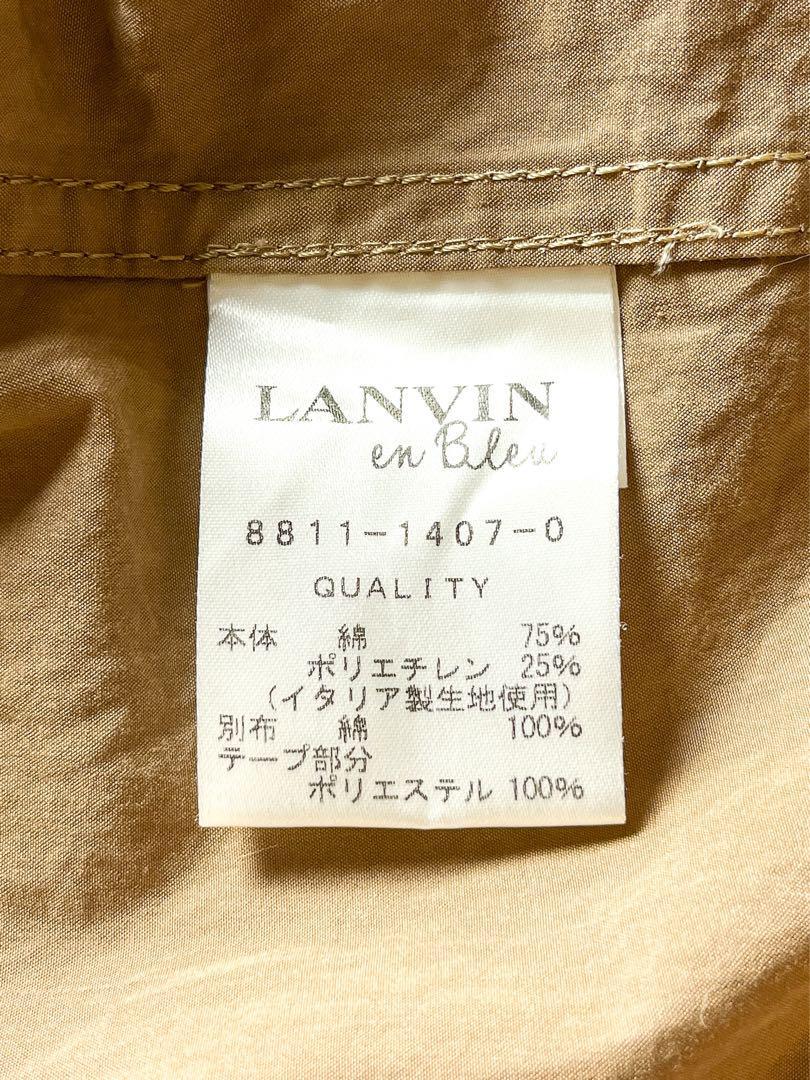 LANVIN
en Bleu
8811-1407-0
QUALITY
本体 綿 75%
ポリエチレン 25%
(イタリア製生地使用)
別布 綿 100%
テープ部分
ポリエステル 100%